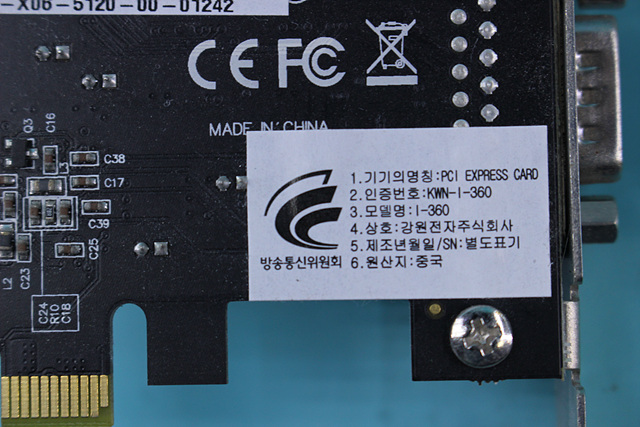 -X06-5120-00-01242
CE FC
MADE IN CHINA
Q3
C16
C38
C17
C39
C25
L2
C23
C24
R10
C18
1.기기의명칭:PCI EXPRESS CARD
2.인증번호:KWN-I-360
3.모델명:I-360
4.상호:강원전자주식회사
5.제조년월일/SN:별도표기
방송통신위원회 6.원산지:중국